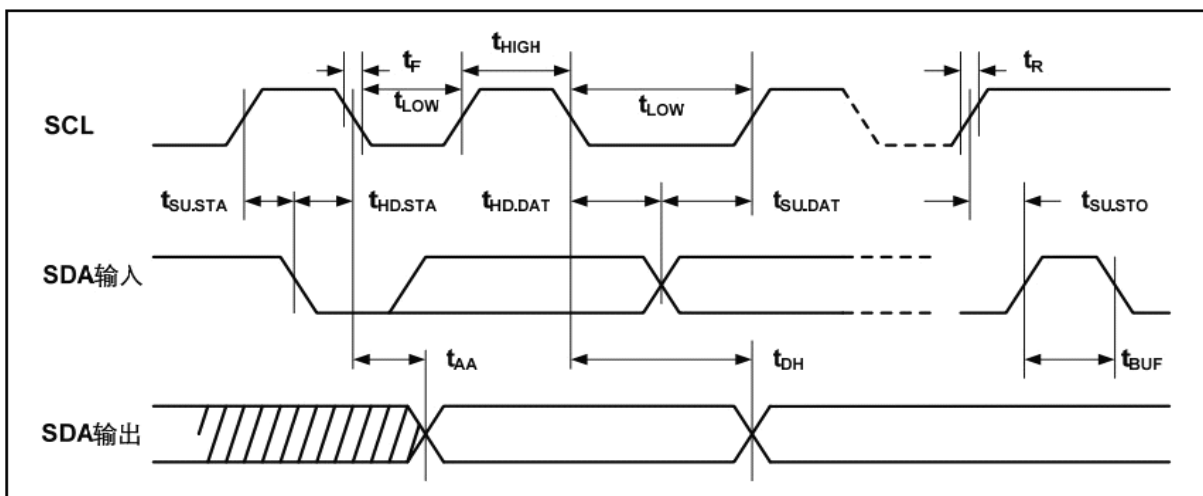 tHIGH
tF
tR
tLOW
tLOW
SCL
tSU.STA
tHD.STA
tHD.DAT
tSU.DAT
tSU.STO
SDA输入
tAA
tDH
tBUF
SDA输出